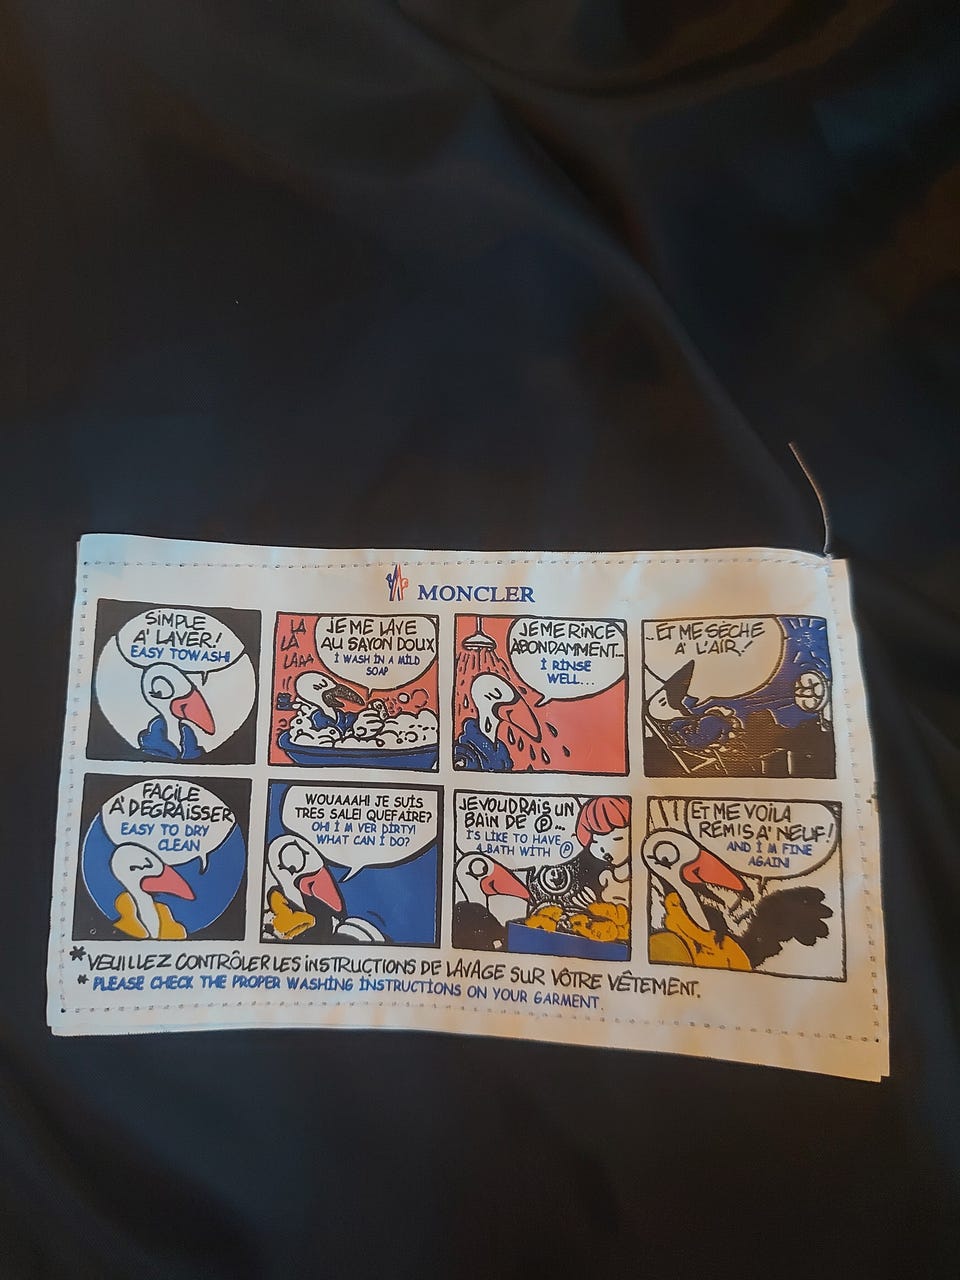 MONCLER
SIMPLE
A' LAVER!
EASY TO WASH!
LA
LA
LAAA
JE ME LAVE
AU SAVON DOUX
I WASH IN A MILD
SOAP
JE ME RINCE
ABONDAMMENT...
I RINSE
WELL...
..ET ME SÈCHE
A' L'AIR!
FACILE
A' DEGRAISSER
EASY TO DRY
CLEAN
WOUAAAH! JE SUIS
TRES SALE! QUE FAIRE?
OH! I M VER DIRTY!
WHAT CAN I DO?
JE VOUDRAIS UN
BAIN DE Ⓟ...
I'S LIKE TO HAVE
A BATH WITH Ⓟ
ET ME VOILA
REMIS A' NEUF!
AND I M FINE
AGAIN!
*VEUILLEZ CONTRÔLER LES INSTRUCTIONS DE LAVAGE SUR VÔTRE VÊTEMENT.
* PLEASE CHECK THE PROPER WASHING INSTRUCTIONS ON YOUR GARMENT.